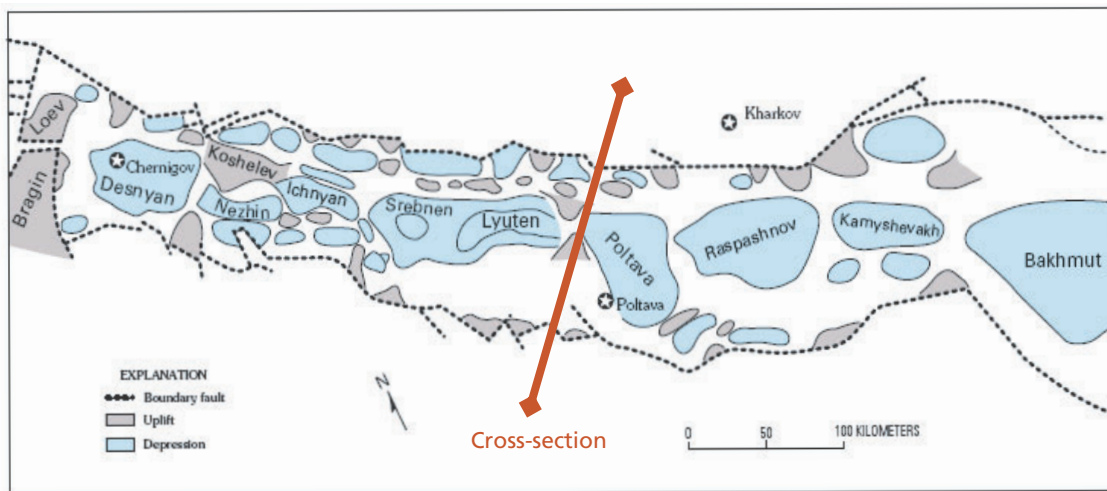 Loev
Bragin
Chernigov
Desnyan
Koshelev
Nezhin
Ichnyan
Srebnen
Lyuten
Poltava
Poltava
Kharkov
Raspashnov
Kamyshevakh
Bakhmut
EXPLANATION
Boundary fault
Uplift
Depression
N
Cross-section
0 50 100 KILOMETERS